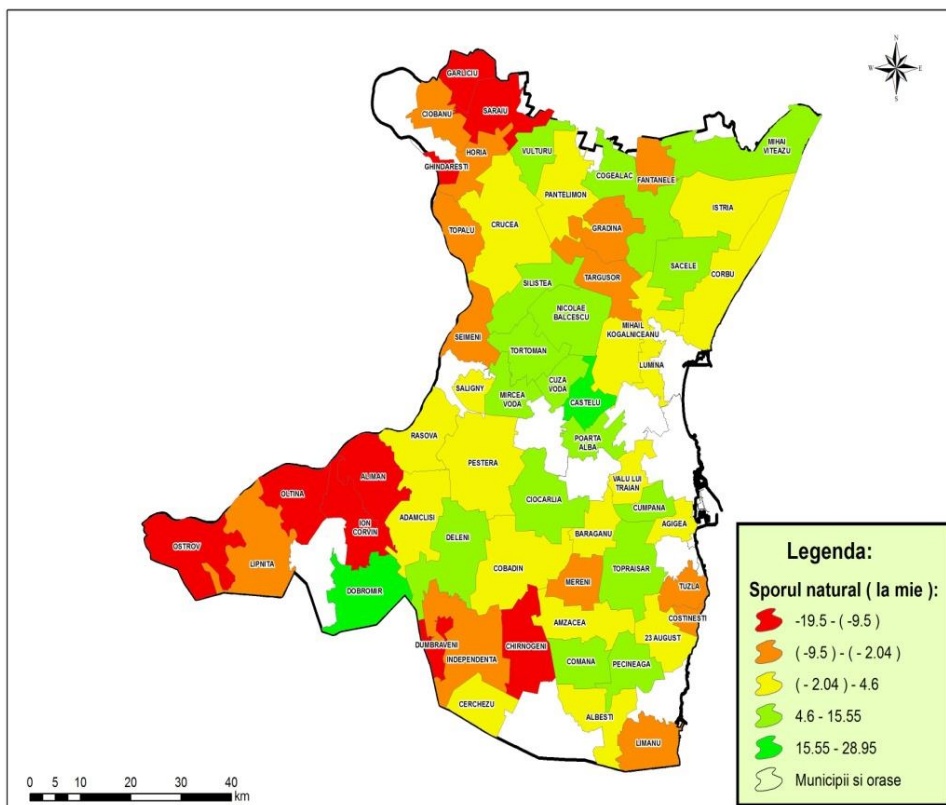 N
W E
S
GARLICIU
CIOBANU
SARAIU
HORIA
GHINDARESTI
VULTURU
COGEALAC
FANTANELE
MIHAI
VITEAZU
PANTELIMON
ISTRIA
TOPALU
CRUCEA
GRADINA
SACELE
CORBU
TARGUSOR
SILISTEA
NICOLAE
BALCESCU
MIHAIL
KOGALNICEANU
SEIMENI
TORTOMAN
LUMINA
SALIGNY
MIRCEA
VODA
CUZA
VODA
CASTELU
POARTA
ALBA
RASOVA
PESTERA
ALIMAN
OLTINA
VALU LUI
TRAIAN
CIOCARLIA
CUMPANA
ION
CORVIN
ADAMCLISI
DELENI
BARAGANU
AGIGEA
OSTROV
LIPNITA
COBADIN
TOPRAISAR
DOBROMIR
MERENI
TUZLA
AMZACEA
COSTINESTI
DUMBRAVENI
INDEPENDENTA
CHIRNOGENI
23 AUGUST
COMANA
PECINEAGA
CERCHEZU
ALBESTI
LIMANU
Legenda:
Sporul natural ( la mie ):
-19.5 - ( -9.5 )
( -9.5 ) - ( - 2.04 )
( - 2.04 ) - 4.6
4.6 - 15.55
15.55 - 28.95
Municipii si orase
0 5 10 20 30 40
km